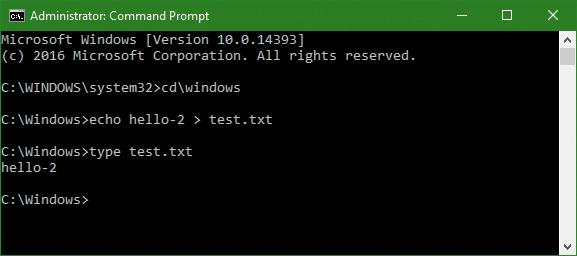 Administrator: Command Prompt
Microsoft Windows [Version 10.0.14393]
(c) 2016 Microsoft Corporation. All rights reserved.
C:\WINDOWS\system32>cd\windows
C:\Windows>echo hello-2 > test.txt
C:\Windows>type test.txt
hello-2
C:\Windows>